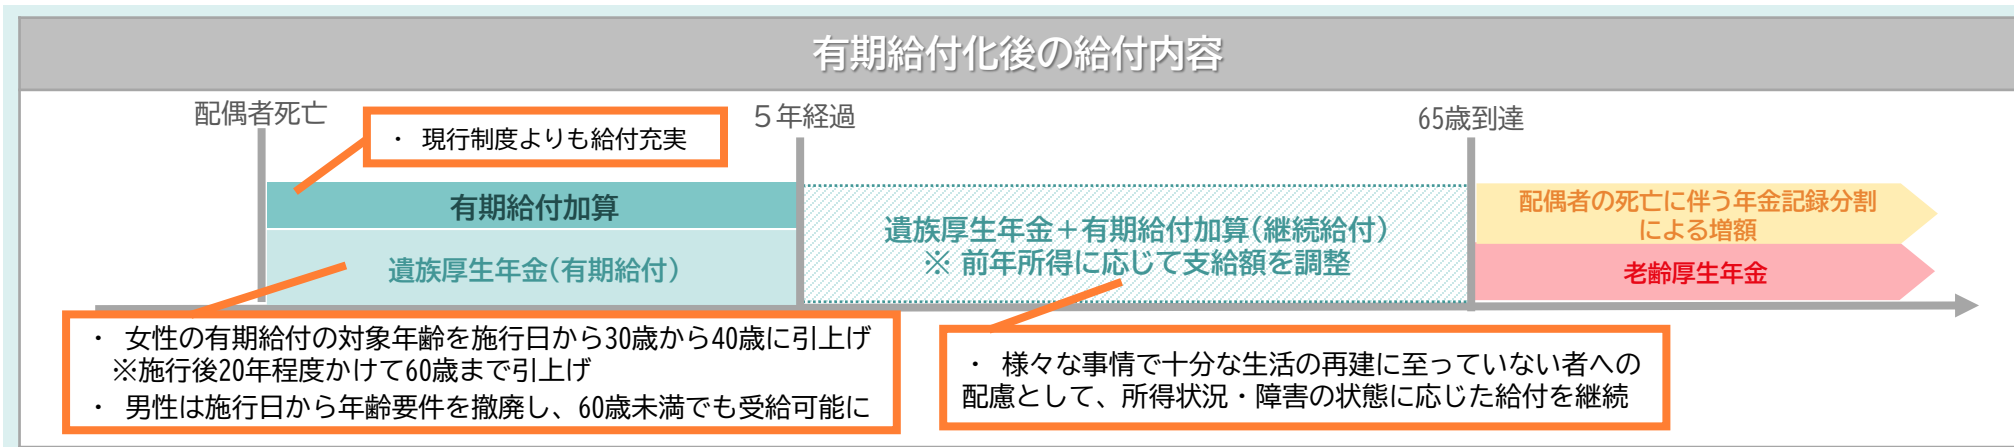 有期給付化後の給付内容
配偶者死亡
・ 現行制度よりも給付充実
５年経過
65歳到達
有期給付加算
遺族厚生年金(有期給付)
遺族厚生年金＋有期給付加算(継続給付)
※ 前年所得に応じて支給額を調整
配偶者の死亡に伴う年金記録分割
による増額
老齢厚生年金
・ 女性の有期給付の対象年齢を施行日から30歳から40歳に引上げ
※施行後20年程度かけて60歳まで引上げ
・ 男性は施行日から年齢要件を撤廃し、60歳未満でも受給可能に
・ 様々な事情で十分な生活の再建に至っていない者への
配慮として、所得状況・障害の状態に応じた給付を継続